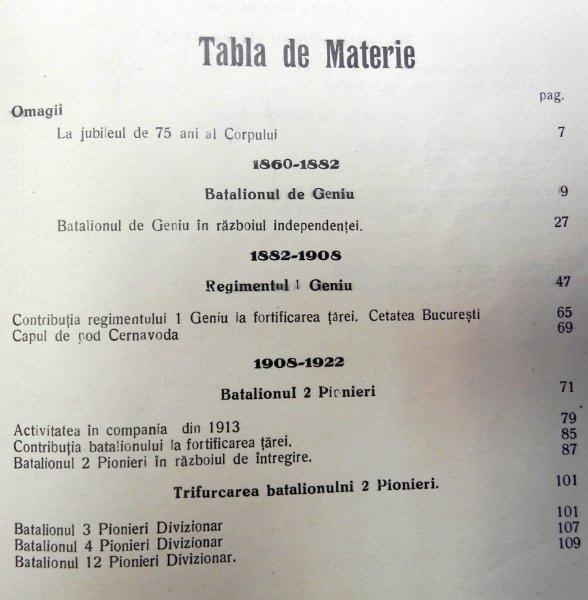 Tabla de Materie
pag.
Omagii
La jubileul de 75 ani al Corpului 7
1860-1882
Batalionul de Geniu 9
Batalionul de Geniu în războiul independenței. 27
1882-1908
Regimentul 1 Geniu 47
Contribuția regimentului 1 Geniu la fortificarea țărei. Cetatea București 65
Capul de pod Cernavoda 69
1908-1922
Batalionul 2 Pionieri 71
Activitatea în compania din 1913 79
Contribuția batalionului la fortificarea țărei. 85
Batalionul 2 Pionieri în războiul de întregire. 87
Trifurcarea batalionulni 2 Pionieri. 101
Batalionul 3 Pionieri Divizionar 101
Batalionul 4 Pionieri Divizionar 107
Batalionul 12 Pionieri Divizionar. 109